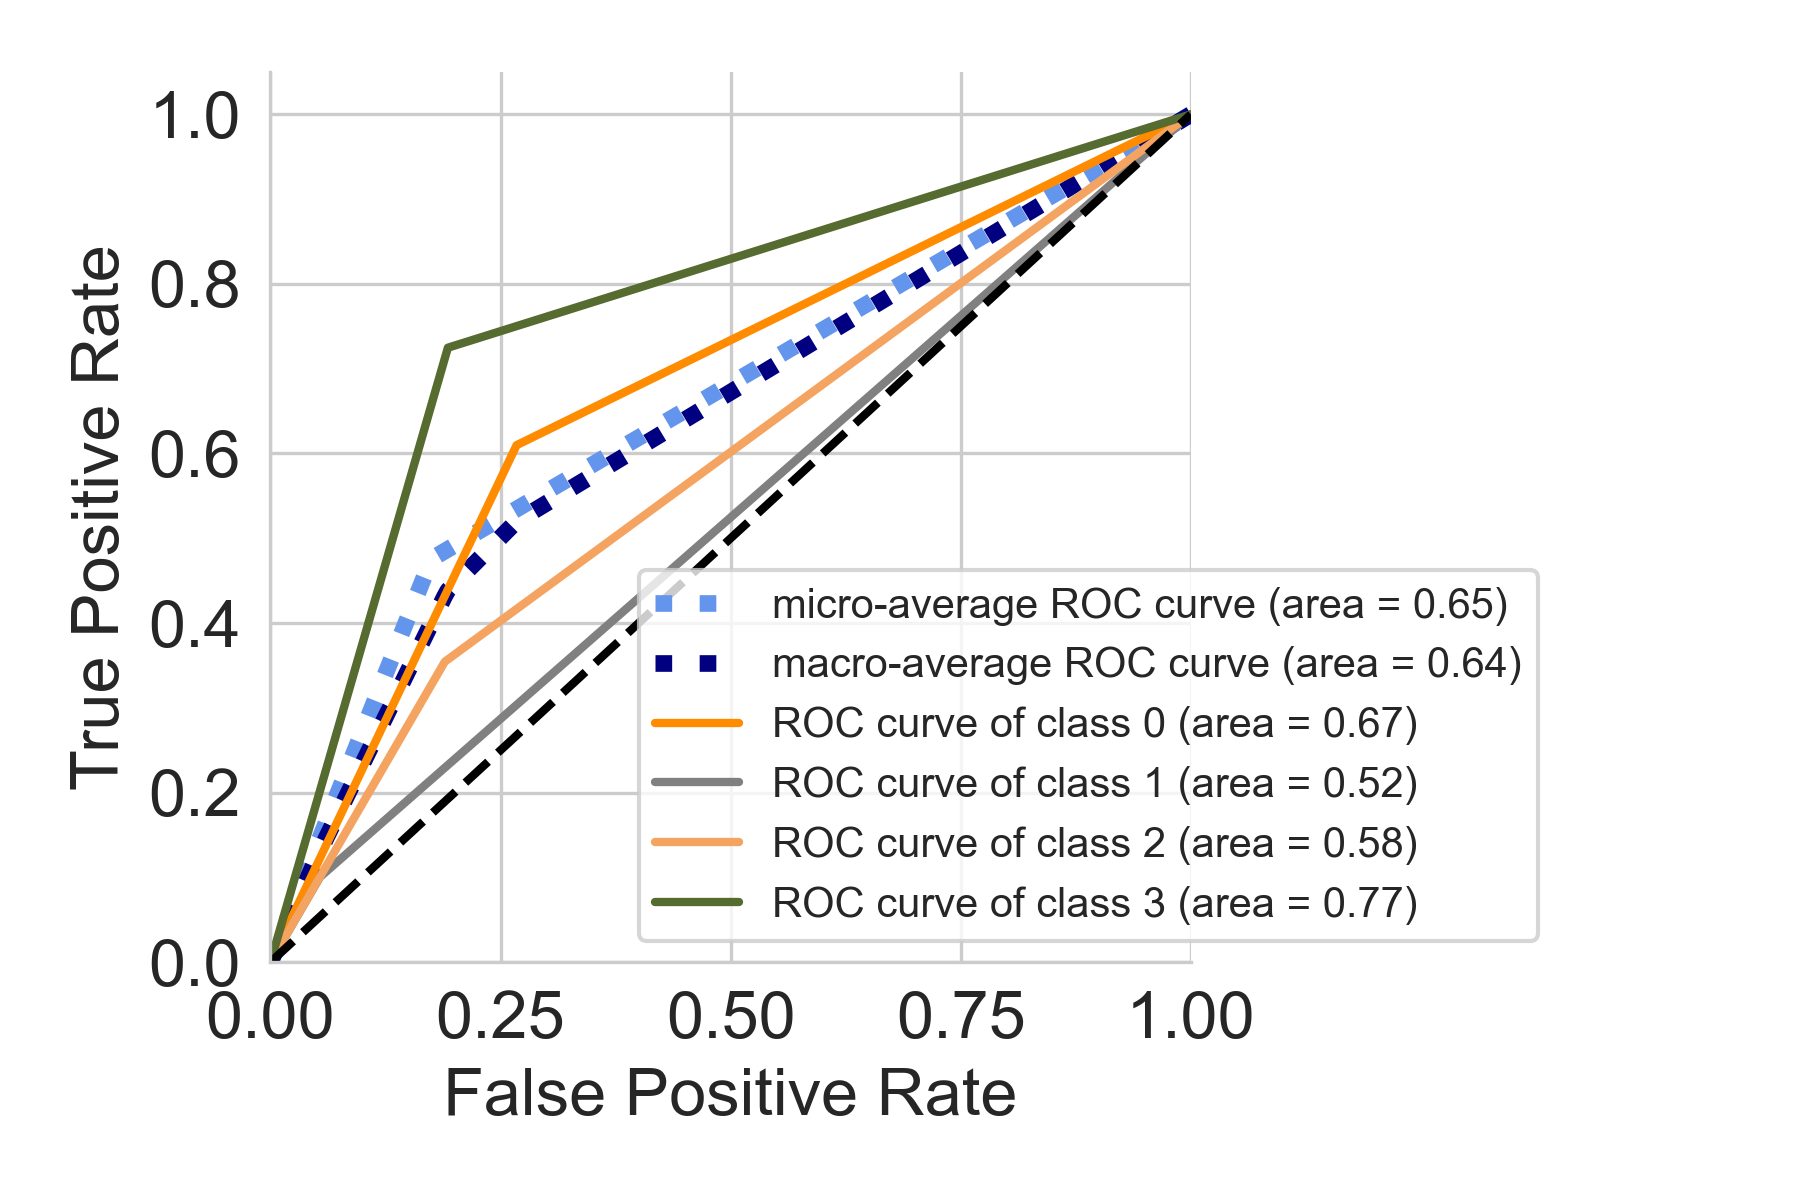 True Positive Rate
1.0
0.8
0.6
0.4
0.2
0.0
micro-average ROC curve (area = 0.65)
macro-average ROC curve (area = 0.64)
ROC curve of class 0 (area = 0.67)
ROC curve of class 1 (area = 0.52)
ROC curve of class 2 (area = 0.58)
ROC curve of class 3 (area = 0.77)
0.00 0.25 0.50 0.75 1.00
False Positive Rate